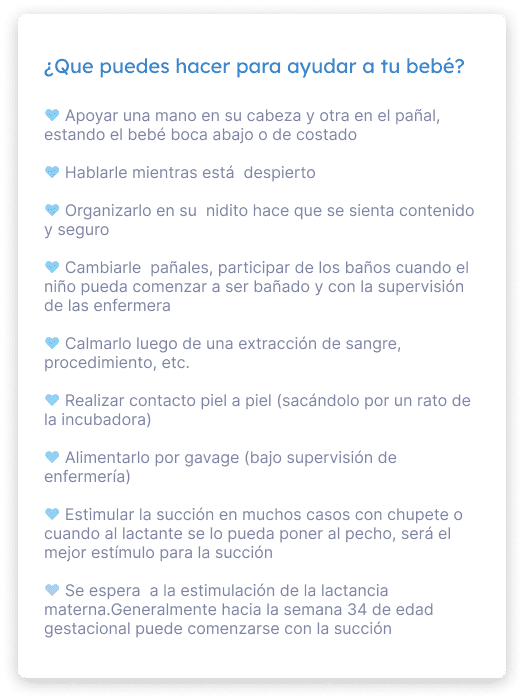 ¿Que puedes hacer para ayudar a tu bebé?
💙 Apoyar una mano en su cabeza y otra en el pañal,
estando el bebé boca abajo o de costado
💙 Hablarle mientras está  despierto
💙 Organizarlo en su  nidito hace que se sienta contenido
y seguro
💙 Cambiarle  pañales, participar de los baños cuando el
niño pueda comenzar a ser bañado y con la supervisión
de las enfermera
💙 Calmarlo luego de una extracción de sangre,
procedimiento, etc.
💙 Realizar contacto piel a piel (sacándolo por un rato de
la incubadora)
💙 Alimentarlo por gavage (bajo supervisión de
enfermería)
💙 Estimular la succión en muchos casos con chupete o
cuando al lactante se lo pueda poner al pecho, será el
mejor estímulo para la succión
💙 Se espera  a la estimulación de la lactancia
materna.Generalmente hacia la semana 34 de edad
gestacional puede comenzarse con la succión